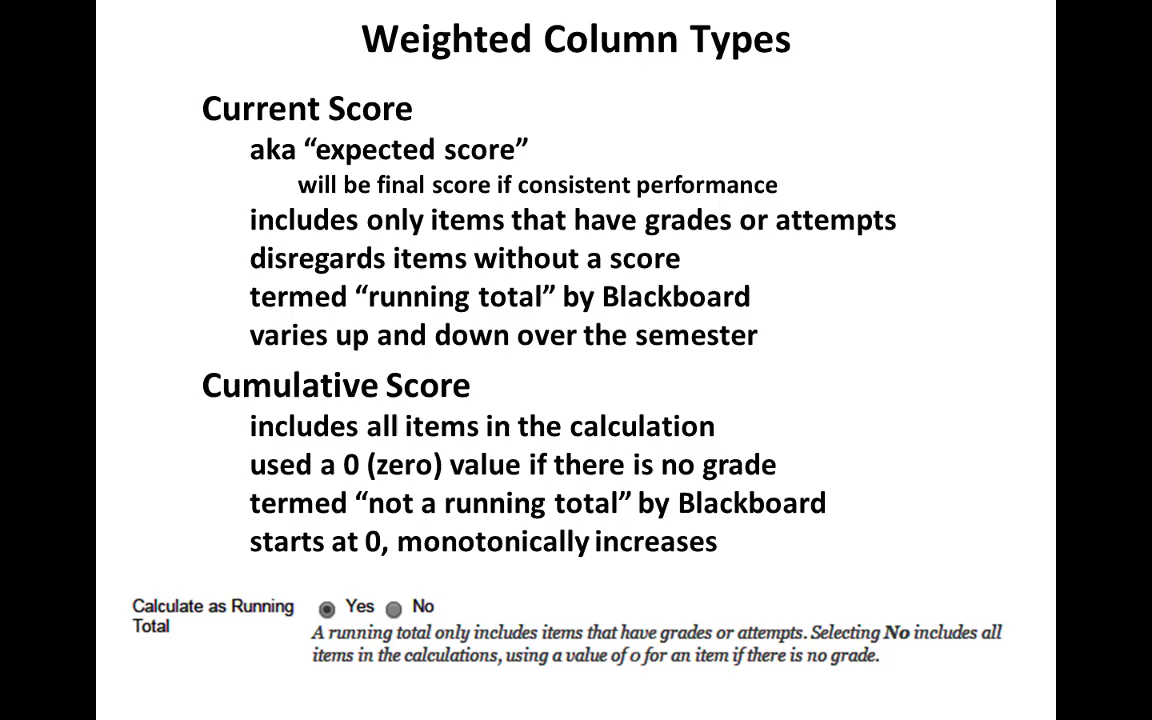 Weighted Column Types
Current Score
aka “expected score”
will be final score if consistent performance
includes only items that have grades or attempts
disregards items without a score
termed “running total” by Blackboard
varies up and down over the semester
Cumulative Score
includes all items in the calculation
used a 0 (zero) value if there is no grade
termed “not a running total” by Blackboard
starts at 0, monotonically increases
Calculate as Running Total
Yes No
A running total only includes items that have grades or attempts. Selecting No includes all
items in the calculations, using a value of 0 for an item if there is no grade.